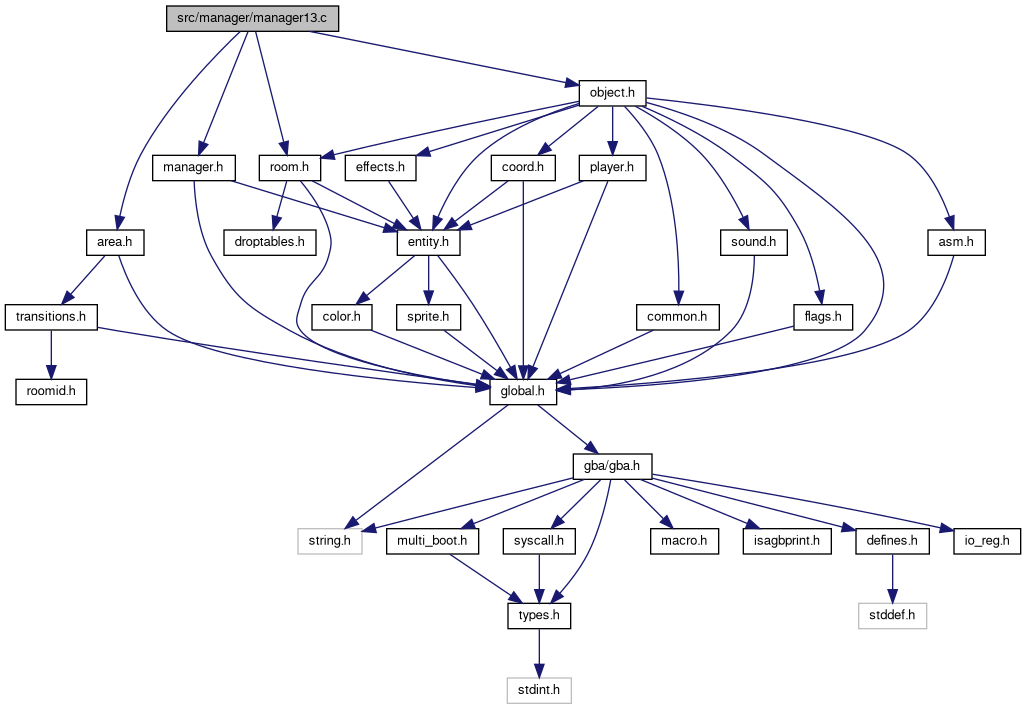 src/manager/manager13.c
object.h
manager.h
room.h
effects.h
coord.h
player.h
area.h
droptables.h
entity.h
sound.h
asm.h
transitions.h
color.h
sprite.h
common.h
flags.h
roomid.h
global.h
gba/gba.h
string.h
multi_boot.h
syscall.h
macro.h
isagbprint.h
defines.h
io_reg.h
types.h
stddef.h
stdint.h